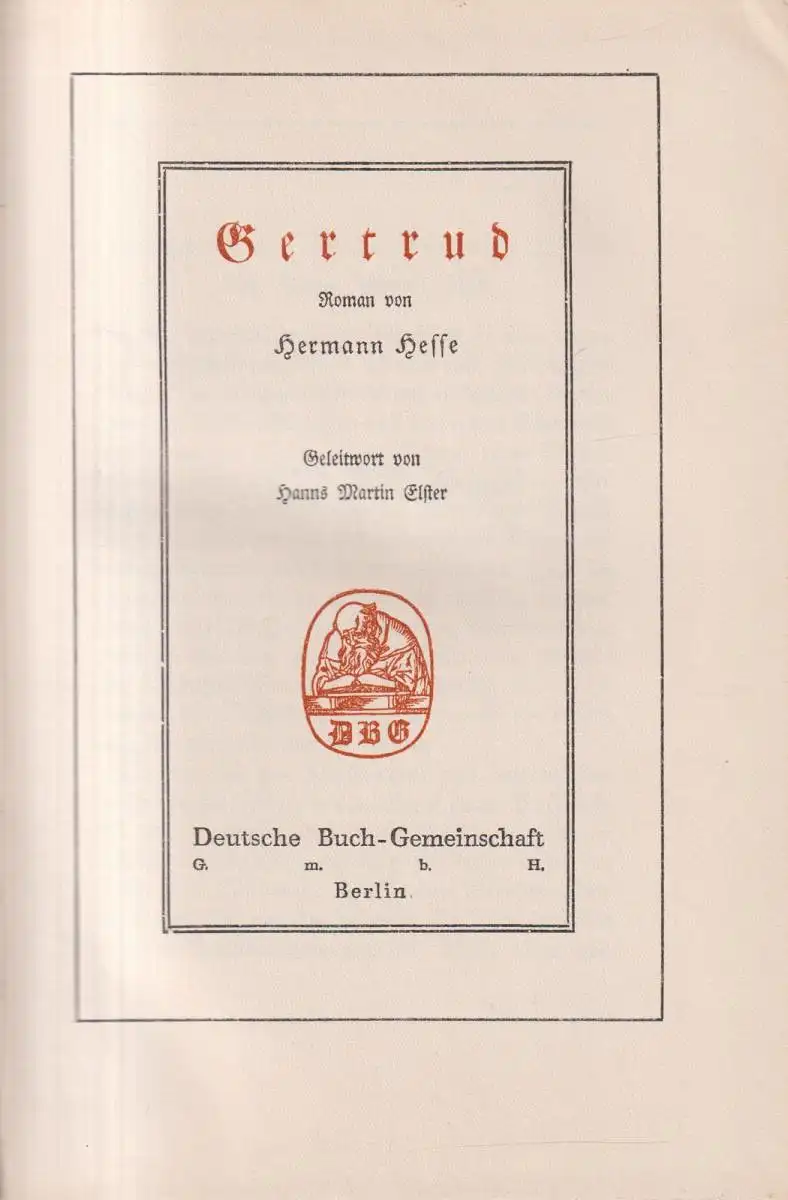 Gertrud
Roman von
Hermann Hesse
Geleitwort von
Hanns Martin Elster
DBG
Deutsche Buch-Gemeinschaft
G. m. b. H.
Berlin